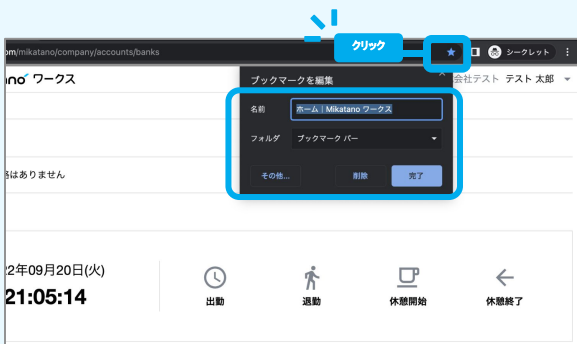 クリック
om/mikatano/company/accounts/banks
シークレット
ano ワークス
ブックマークを編集
会社テスト テスト 太郎
名前
ホーム | Mikatano ワークス
フォルダ
ブックマーク バー
はありません
その他...
削除
完了
22年09月20日(火)
21:05:14
出勤
退勤
休憩開始
休憩終了